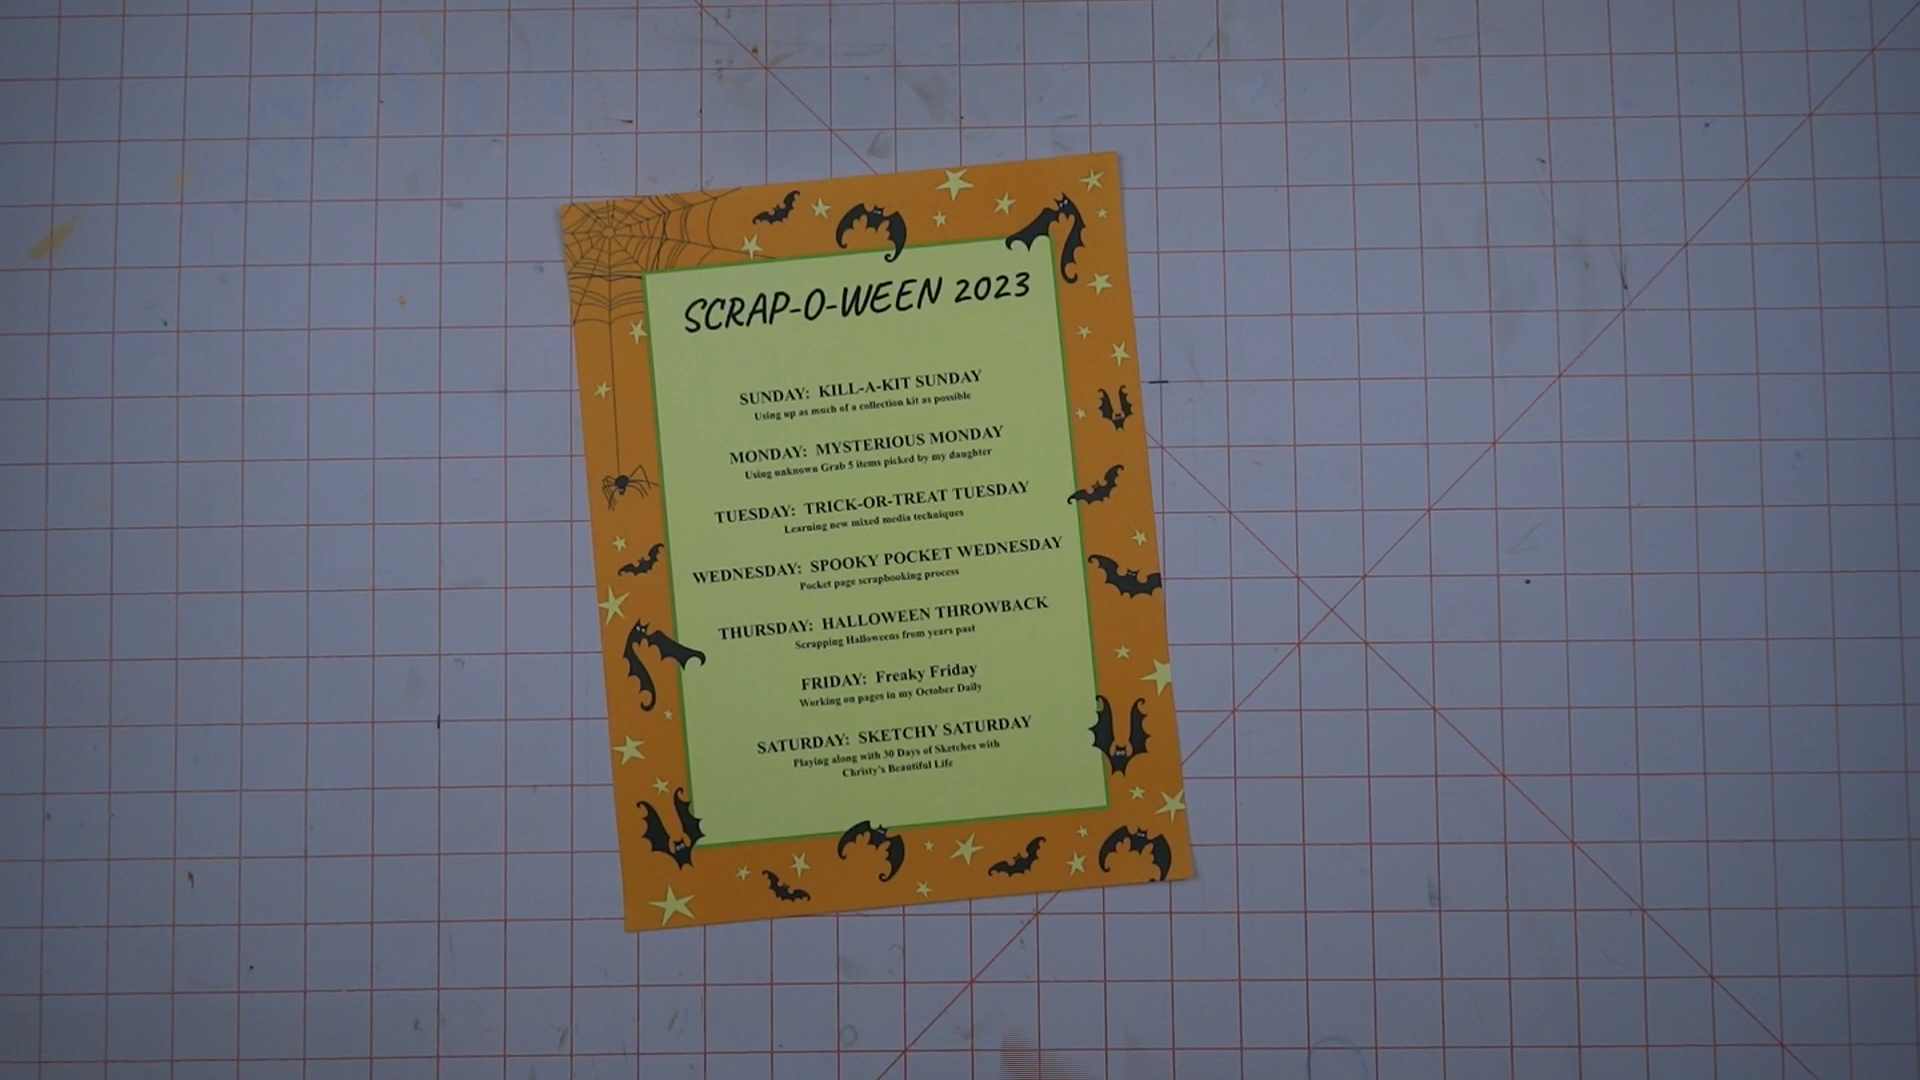 SCRAP-O-WEEN 2023
SUNDAY: KILL-A-KIT SUNDAY
Using up as much of a collection kit as possible
MONDAY: MYSTERIOUS MONDAY
Using unknown Grab 5 items picked by my daughter
TUESDAY: TRICK-OR-TREAT TUESDAY
Learning new mixed media techniques
WEDNESDAY: SPOOKY POCKET WEDNESDAY
Pocket page scrapbooking process
THURSDAY: HALLOWEEN THROWBACK
Scrapping Halloweens from years past
FRIDAY: Freaky Friday
Working on pages in my October Daily
SATURDAY: SKETCHY SATURDAY
Playing along with 30 Days of Sketches with
Christy's Beautiful Life